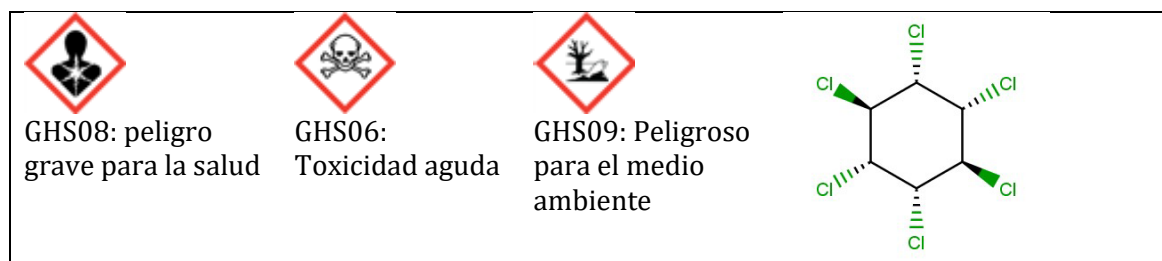 GHS08: peligro
grave para la salud
GHS06:
Toxicidad aguda
GHS09: Peligroso
para el medio
ambiente
Cl
Cl
Cl
Cl
Cl
Cl